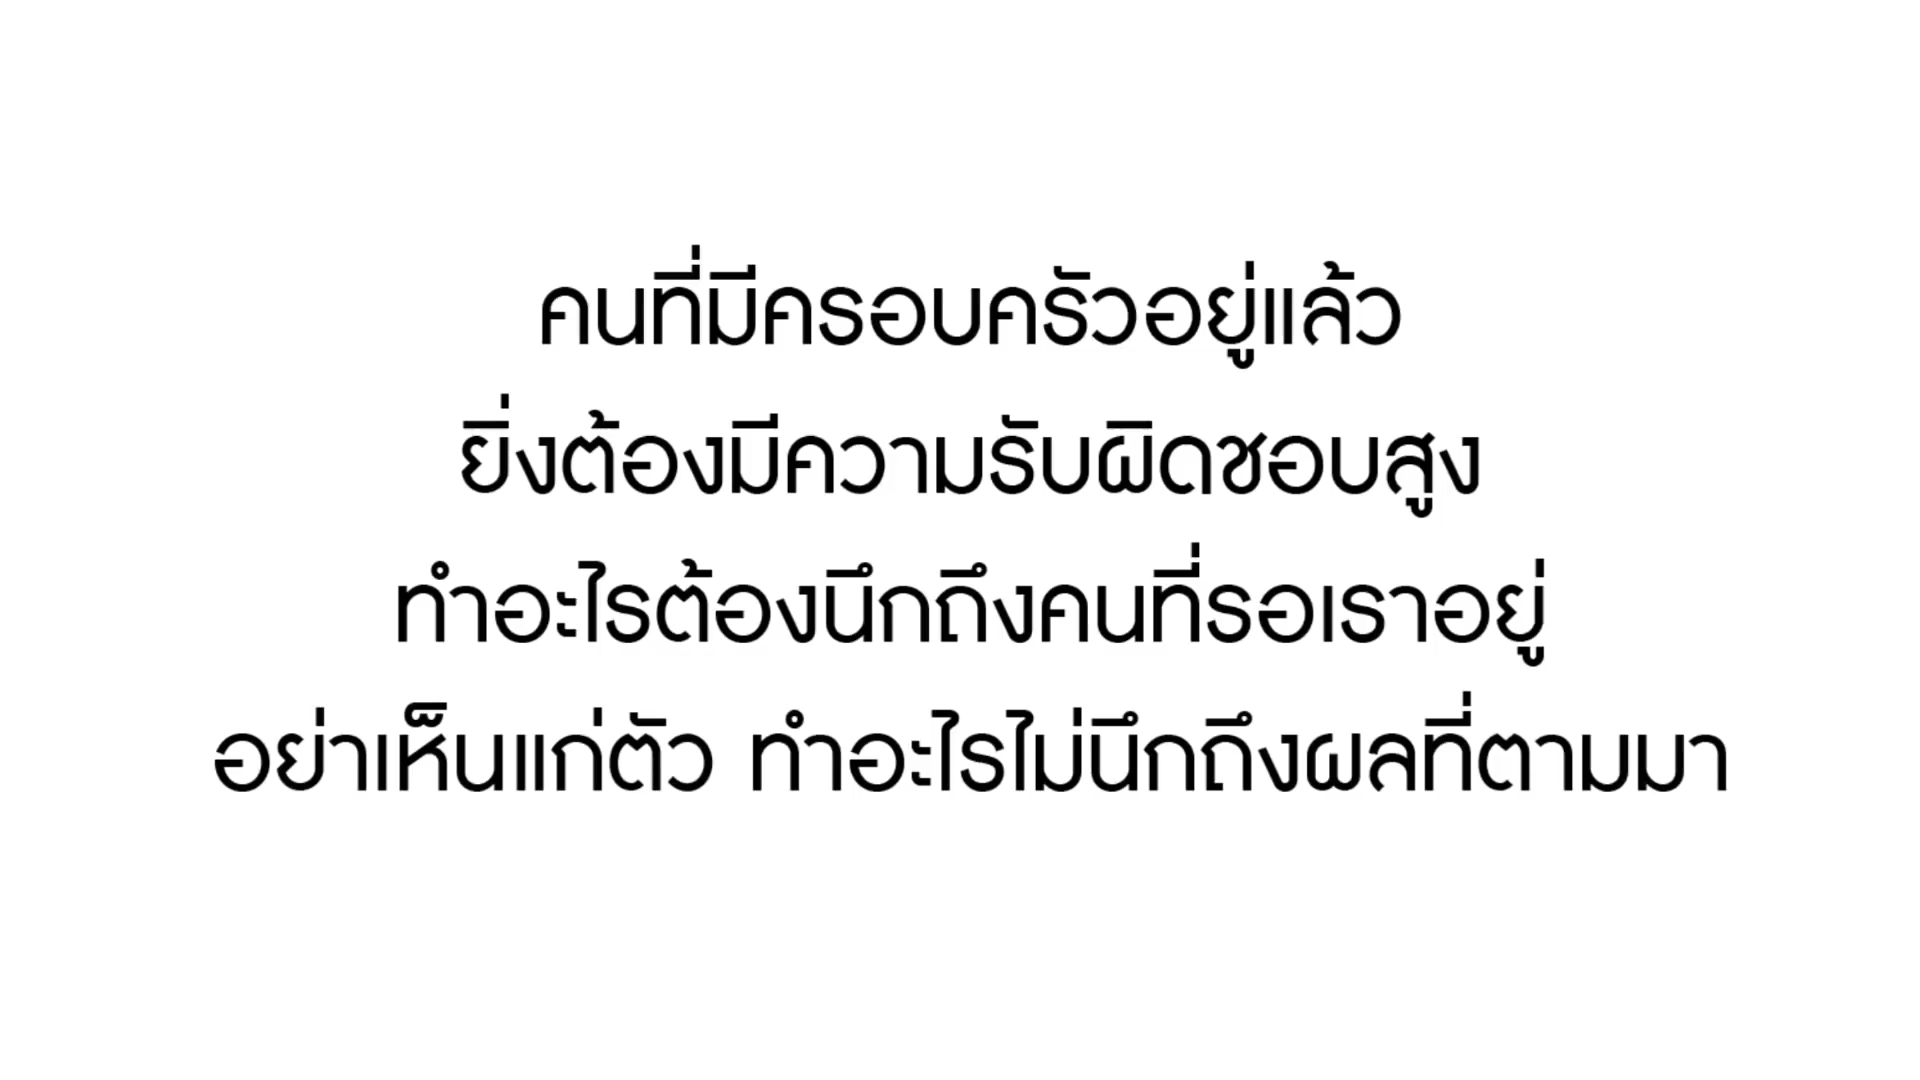 คนที่มีครอบครัวอยู่แล้ว
ยิ่งต้องมีความรับผิดชอบสูง
ทำอะไรต้องนึกถึงคนที่รอเราอยู่
อย่าเห็นแก่ตัว ทำอะไรไม่นึกถึงผลที่ตามมา